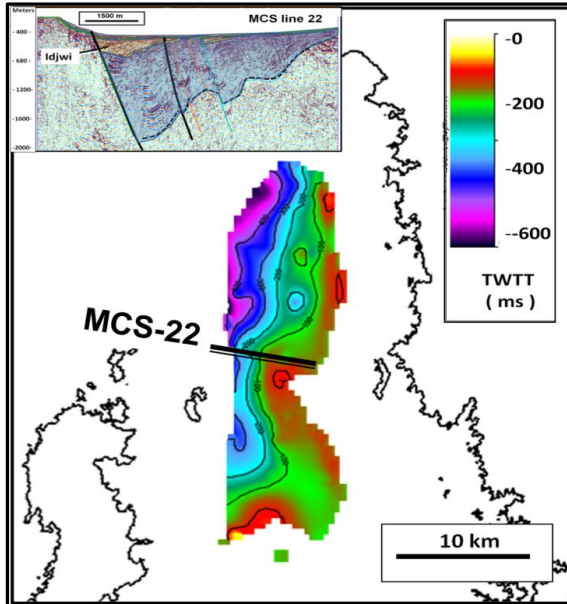 Meters
1500 m
MCS line 22
- 400 -
Idjwi
- 680 -
-1200-
-1600-
-2000-
-0
-200
-400
--600
TWTT
( ms )
MCS-22
10 km